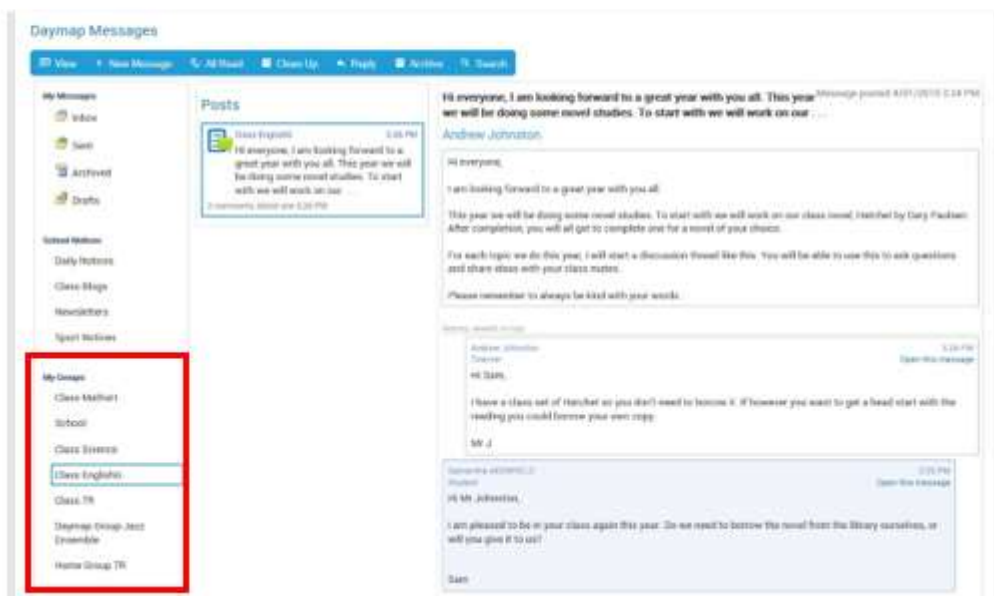 Daymap Messages
View + New Message All Read Clean Up Reply Archive Search
My Messages
Inbox
Sent
Archived
Drafts
School Notices
Daily Notices
Class Blogs
Newsletters
Sport Notices
My Groups
Class
School
Class Science
Class
Class TR
Daymap Group Jazz
Ensemble
Home Group TR
Posts
Class 5:26 PM
Hi everyone, I am looking forward to a
great year with you all. This year we will
be doing some novel studies. To start
with we will work on our ...
Hi everyone, I am looking forward to a great year with you all. This year
Message posted 5:26 PM
we will be doing some novel studies. To start with we will work on our ...
Andrew Johnston
Hi everyone,
I am looking forward to a great year with you all.
This year we will be doing some novel studies. To start with we will work on our class novel, Hatchet by Gary Paulsen.
After completion, you will all get to complete one for a novel of your choice.
For each topic we do this year, I will start a discussion thread like this. You will be able to use this to ask questions
and share ideas with your class mates.
Please remember to always be kind with your words.
Andrew Johnston
Teacher
Open this message
Hi Sam,
I have a class set of Hatchet so you don't need to borrow it. If however you want to get a head start with the
reading you could borrow your own copy.
Mr J
Samantha
Student
Open this message
Hi Mr Johnston,
I am pleased to be in your class again this year. Do we need to borrow the novel from the library ourselves, or
will you give it to us?
Sam